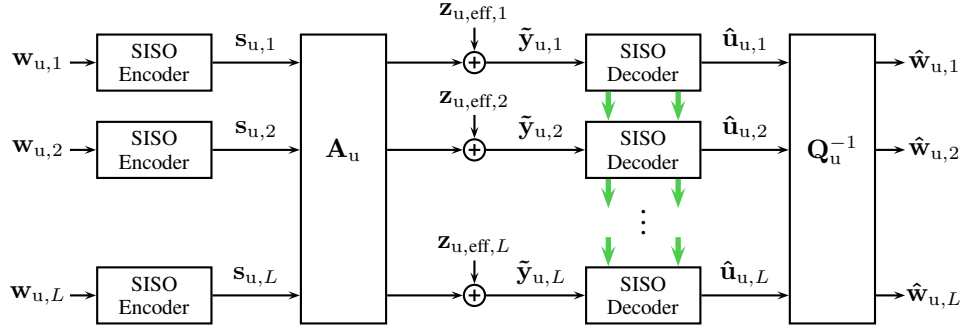 z_{u,eff,1}
w_{u,1} SISO Encoder s_{u,1} + ỹ_{u,1} SISO Decoder û_{u,1} ŵ_{u,1}
z_{u,eff,2}
w_{u,2} SISO Encoder s_{u,2} + ỹ_{u,2} SISO Decoder û_{u,2} ŵ_{u,2}
A_u Q_u^{-1}
⋮
z_{u,eff,L}
w_{u,L} SISO Encoder s_{u,L} + ỹ_{u,L} SISO Decoder û_{u,L} ŵ_{u,L}